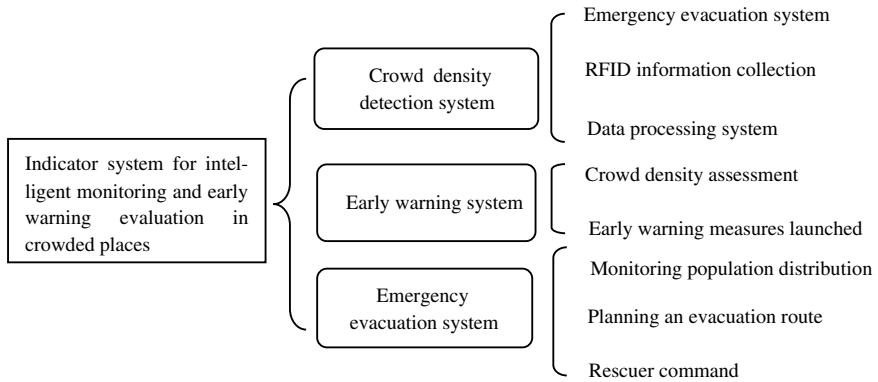 Indicator system for intel-
ligent monitoring and early
warning evaluation in
crowded places
Crowd density
detection system
Emergency evacuation system
RFID information collection
Data processing system
Early warning system
Crowd density assessment
Early warning measures launched
Emergency
evacuation system
Monitoring population distribution
Planning an evacuation route
Rescuer command